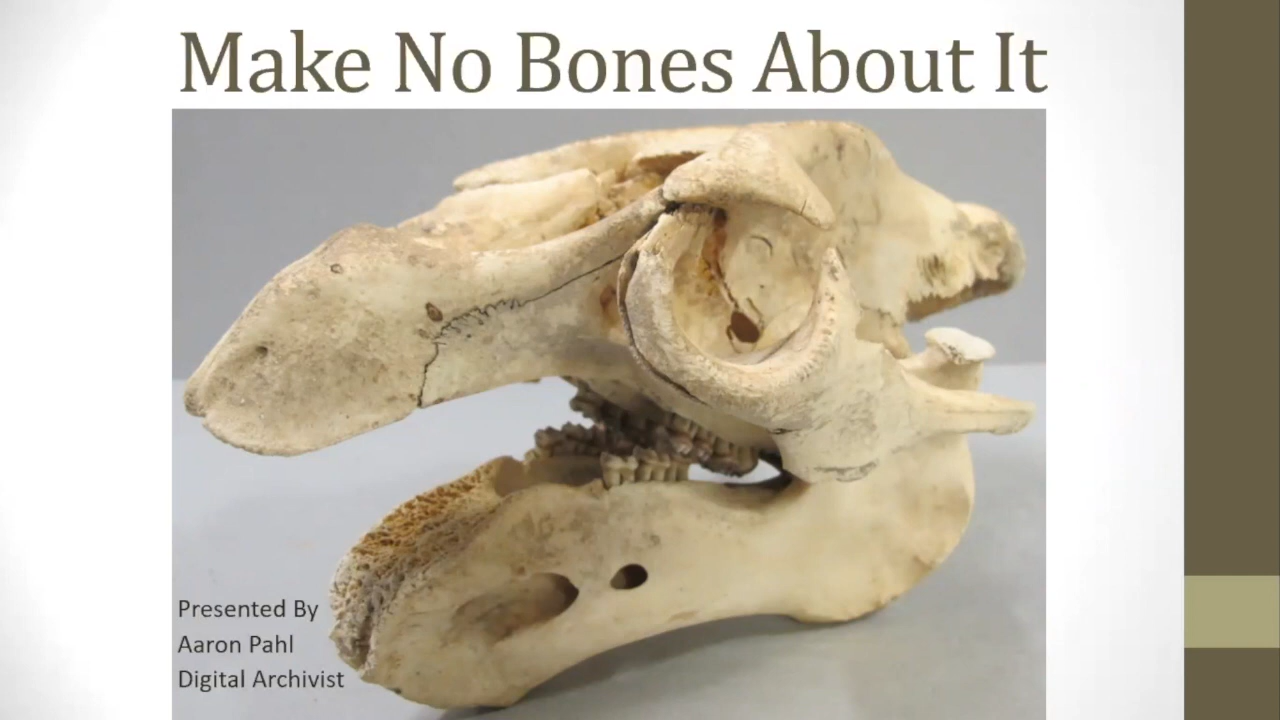 Make No Bones About It
Presented By
Aaron Pahl
Digital Archivist